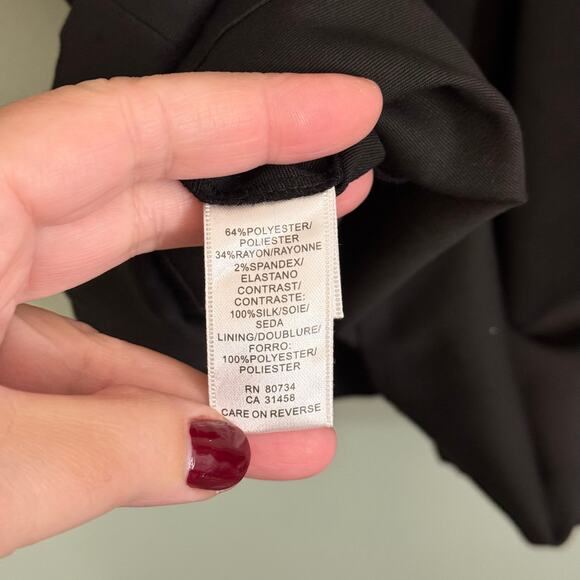 64%POLYESTER/
POLIESTER
34%RAYON/RAYONNE
2%SPANDEX/
ELASTANO
CONTRAST/
CONTRASTE:
100%SILK/SOIE/
SEDA
LINING/DOUBLURE/
FORRO:
100%POLYESTER/
POLIESTER
RN 80734
CA 31458
CARE ON REVERSE